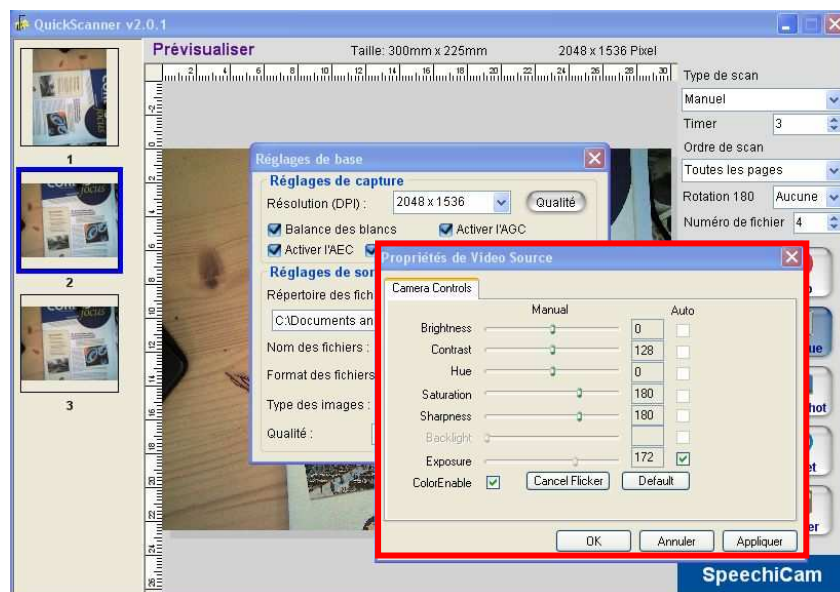 QuickScanner v2.0.1
Prévisualiser
Taille: 300mm x 225mm
2048 x 1536 Pixel
Type de scan
Manuel
Timer
3
Ordre de scan
Toutes les pages
Rotation 180
Aucune
Numéro de fichier
4
1
2
3
Réglages de base
Réglages de capture
Résolution (DPI) :
2048 x 1536
Qualité
Balance des blancs
Activer l'AGC
Activer l'AEC
Réglages de sor
Répertoire des fich
C:\Documents an
Nom des fichiers :
Format des fichiers
Type des images :
Qualité :
Propriétés de Video Source
Camera Controls
Manual
Auto
Brightness
0
Contrast
128
Hue
0
Saturation
180
Sharpness
180
Backlight
Exposure
172
ColorEnable
Cancel Flicker
Default
OK
Annuler
Appliquer
ue
hot
et
er
SpeechiCam